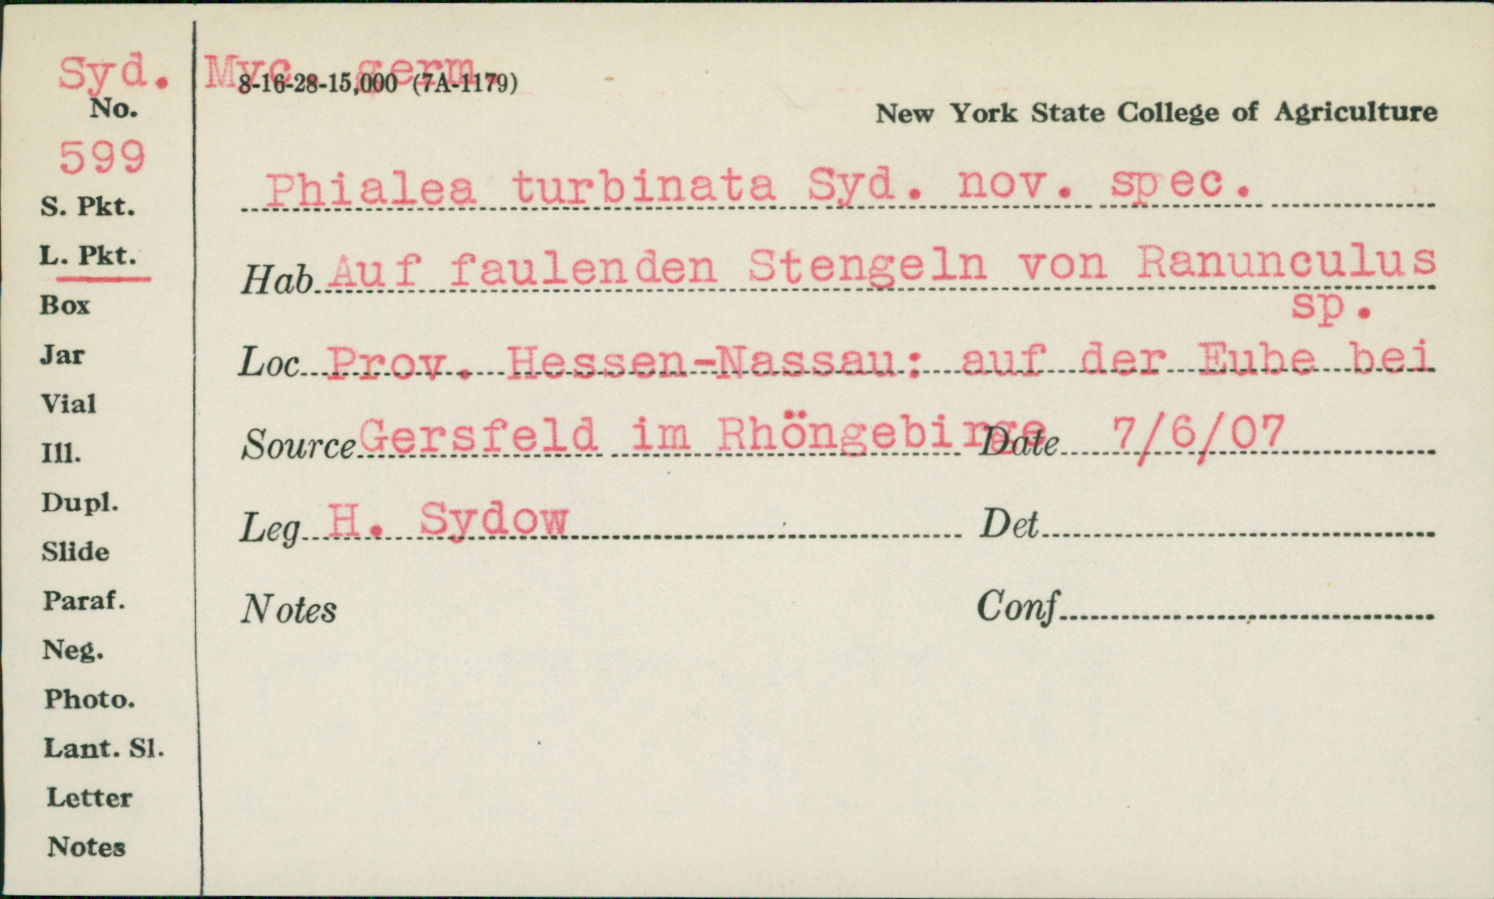 Syd. Myc. germ.
8-16-28-15,000 (7A-1179)
No.
New York State College of Agriculture
599
Phialea turbinata Syd. nov. spec.
S. Pkt.
L. Pkt.
Hab. Auf faulenden Stengeln von Ranunculus
sp.
Box
Jar
Loc. Prov. Hessen-Nassau: auf der Eube bei
Vial
Source Gersfeld im Rhöngebirge Date 7/6/07
Ill.
Dupl.
Leg. H. Sydow Det.
Slide
Paraf.
Notes Conf.
Neg.
Photo.
Lant. Sl.
Letter
Notes